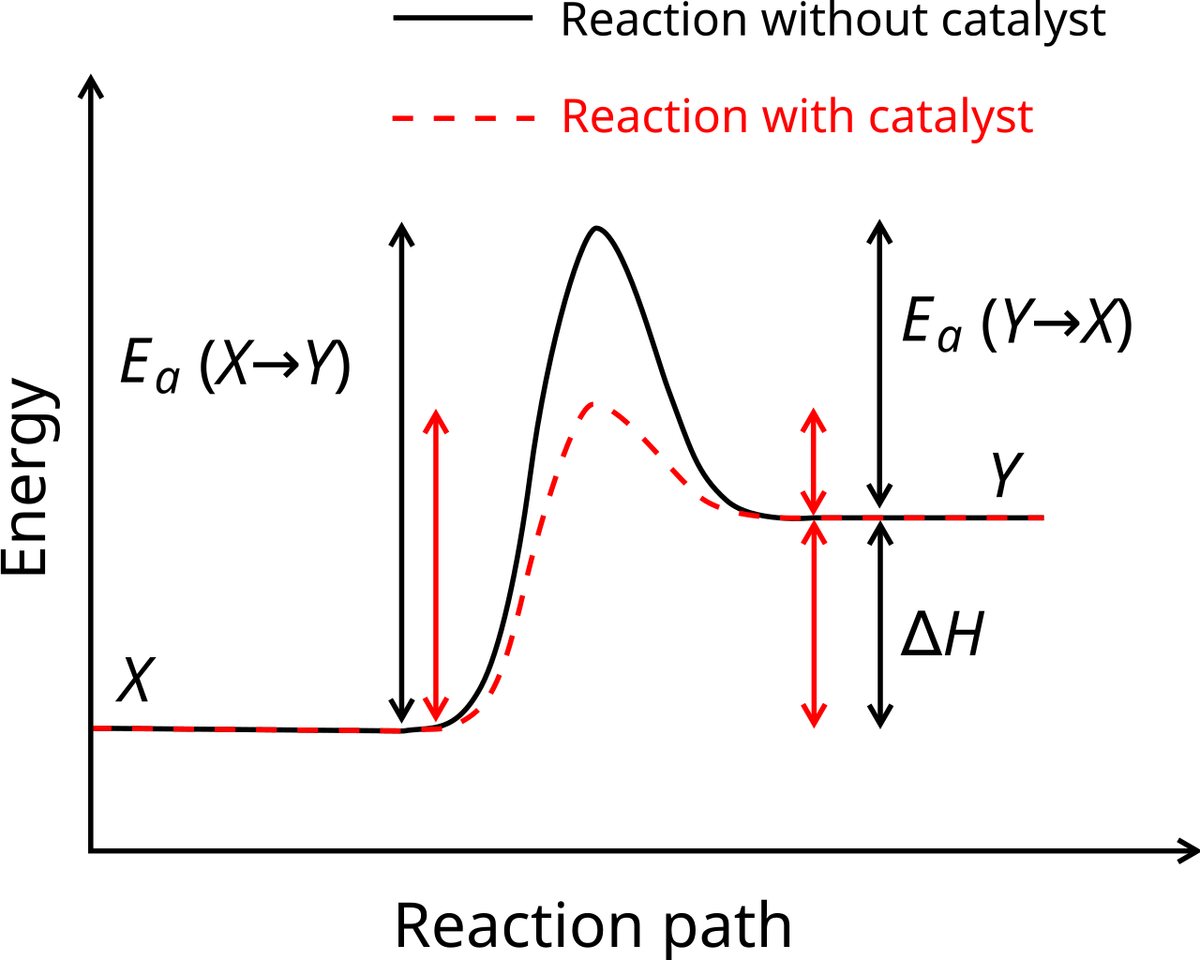 Reaction without catalyst
Reaction with catalyst
Eₐ (X→Y)
Eₐ (Y→X)
Energy
Y
ΔH
X
Reaction path